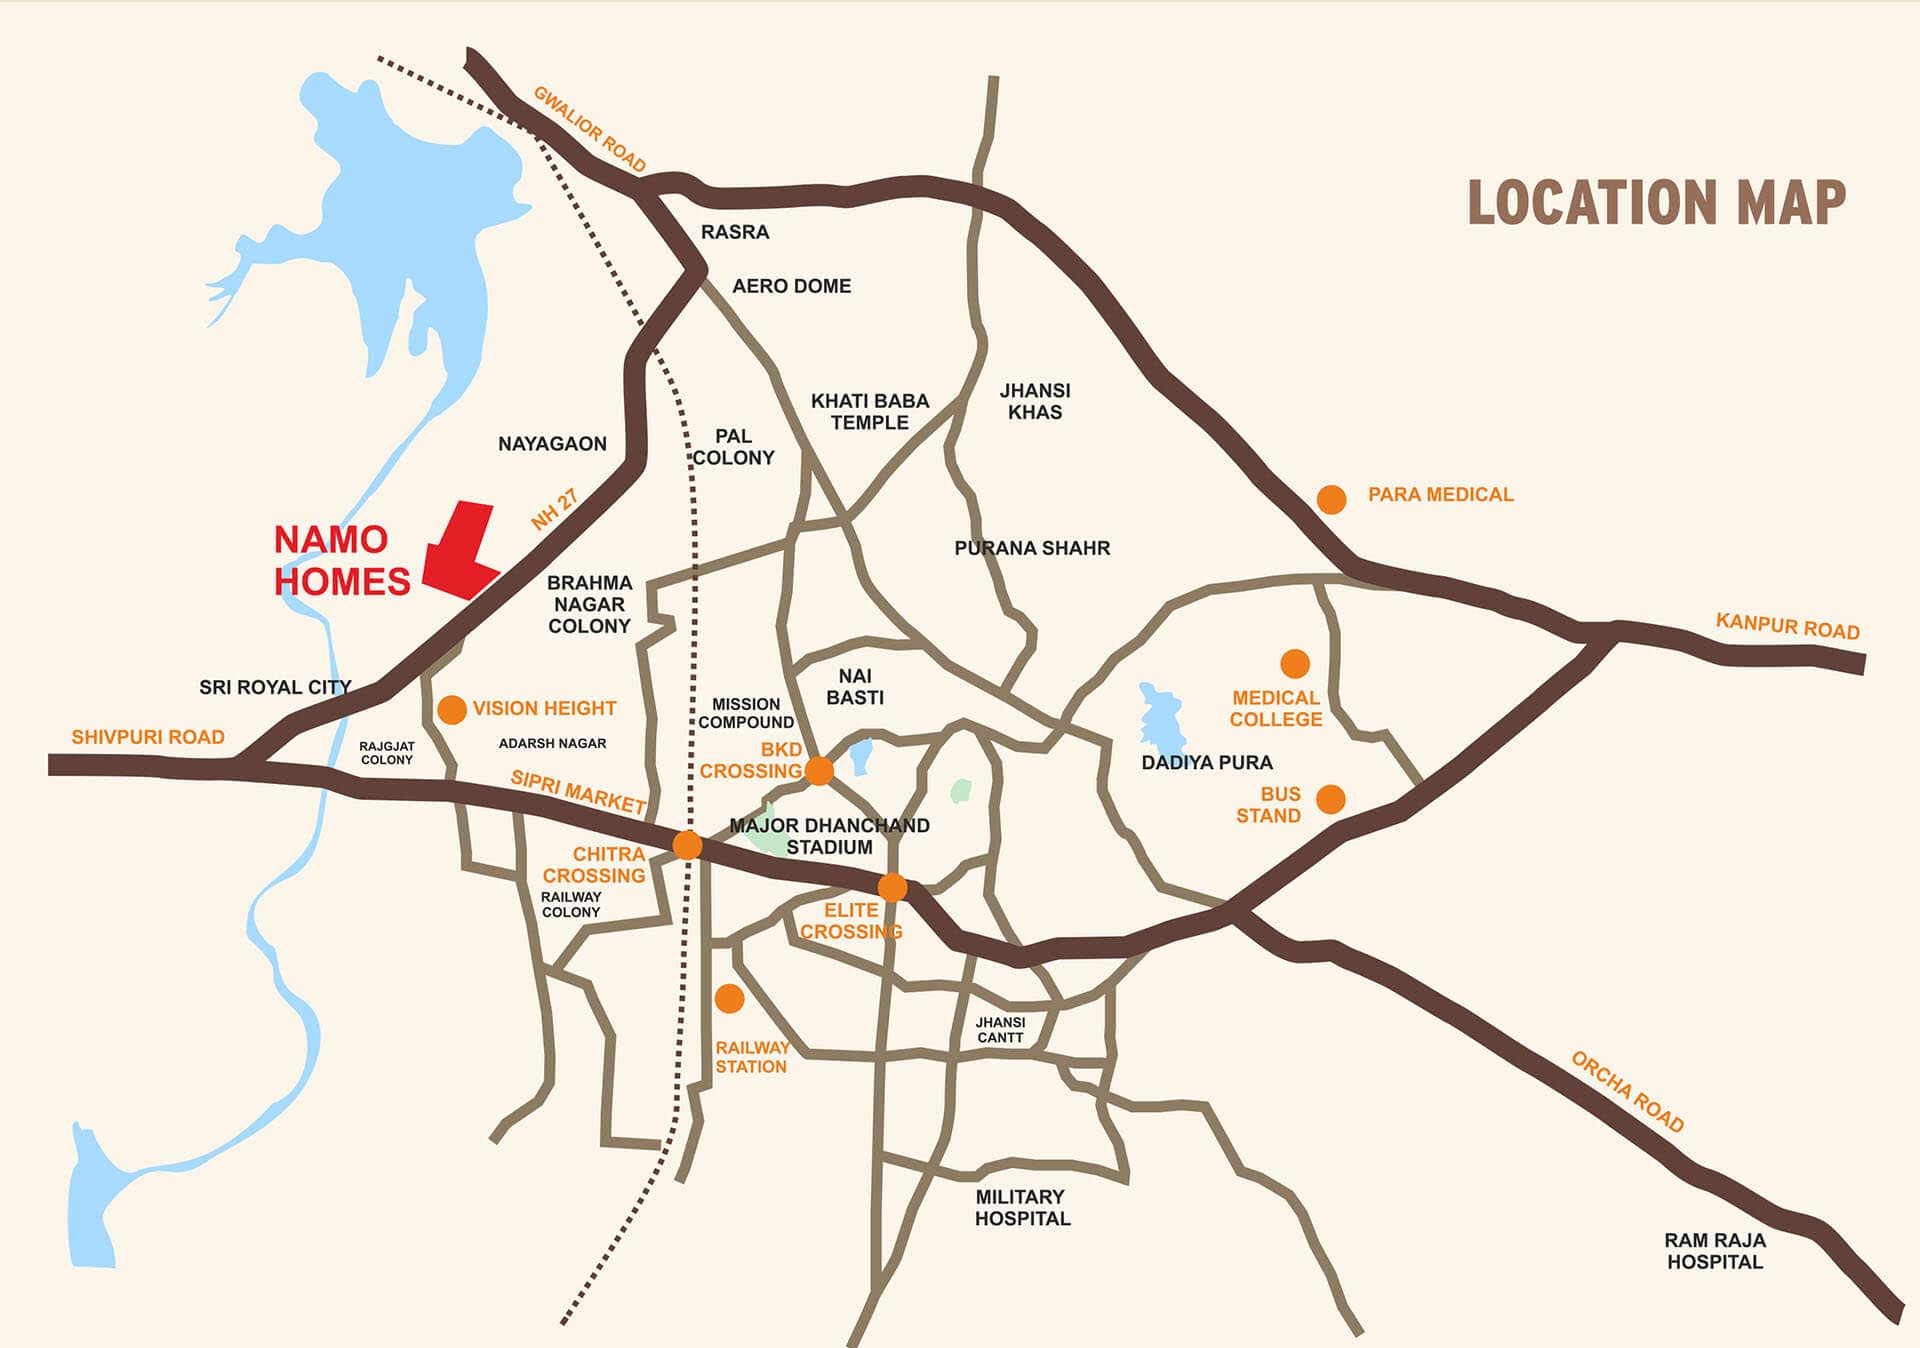 GWALIOR ROAD
LOCATION MAP
RASRA
AERO DOME
KHATI BABA
TEMPLE
JHANSI
KHAS
NAYAGAON
PAL
COLONY
NH 27
PARA MEDICAL
NAMO
HOMES
PURANA SHAHR
BRAHMA
NAGAR
COLONY
KANPUR ROAD
SRI ROYAL CITY
VISION HEIGHT
NAI
BASTI
MISSION
COMPOUND
MEDICAL
COLLEGE
SHIVPURI ROAD
RAJGJAT
COLONY
ADARSH NAGAR
BKD
CROSSING
DADIYA PURA
SIPRI MARKET
BUS
STAND
MAJOR DHANCHAND
STADIUM
CHITRA
CROSSING
RAILWAY
COLONY
ELITE
CROSSING
JHANSI
CANTT
RAILWAY
STATION
ORCHA ROAD
MILITARY
HOSPITAL
RAM RAJA
HOSPITAL